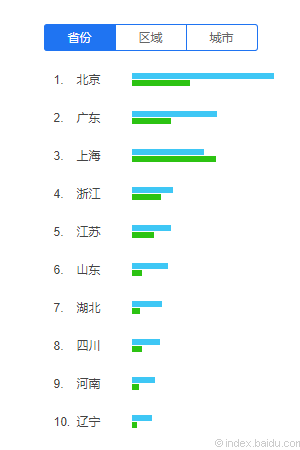 省份 区域 城市
1. 北京
2. 广东
3. 上海
4. 浙江
5. 江苏
6. 山东
7. 湖北
8. 四川
9. 河南
10. 辽宁
© index.baidu.com